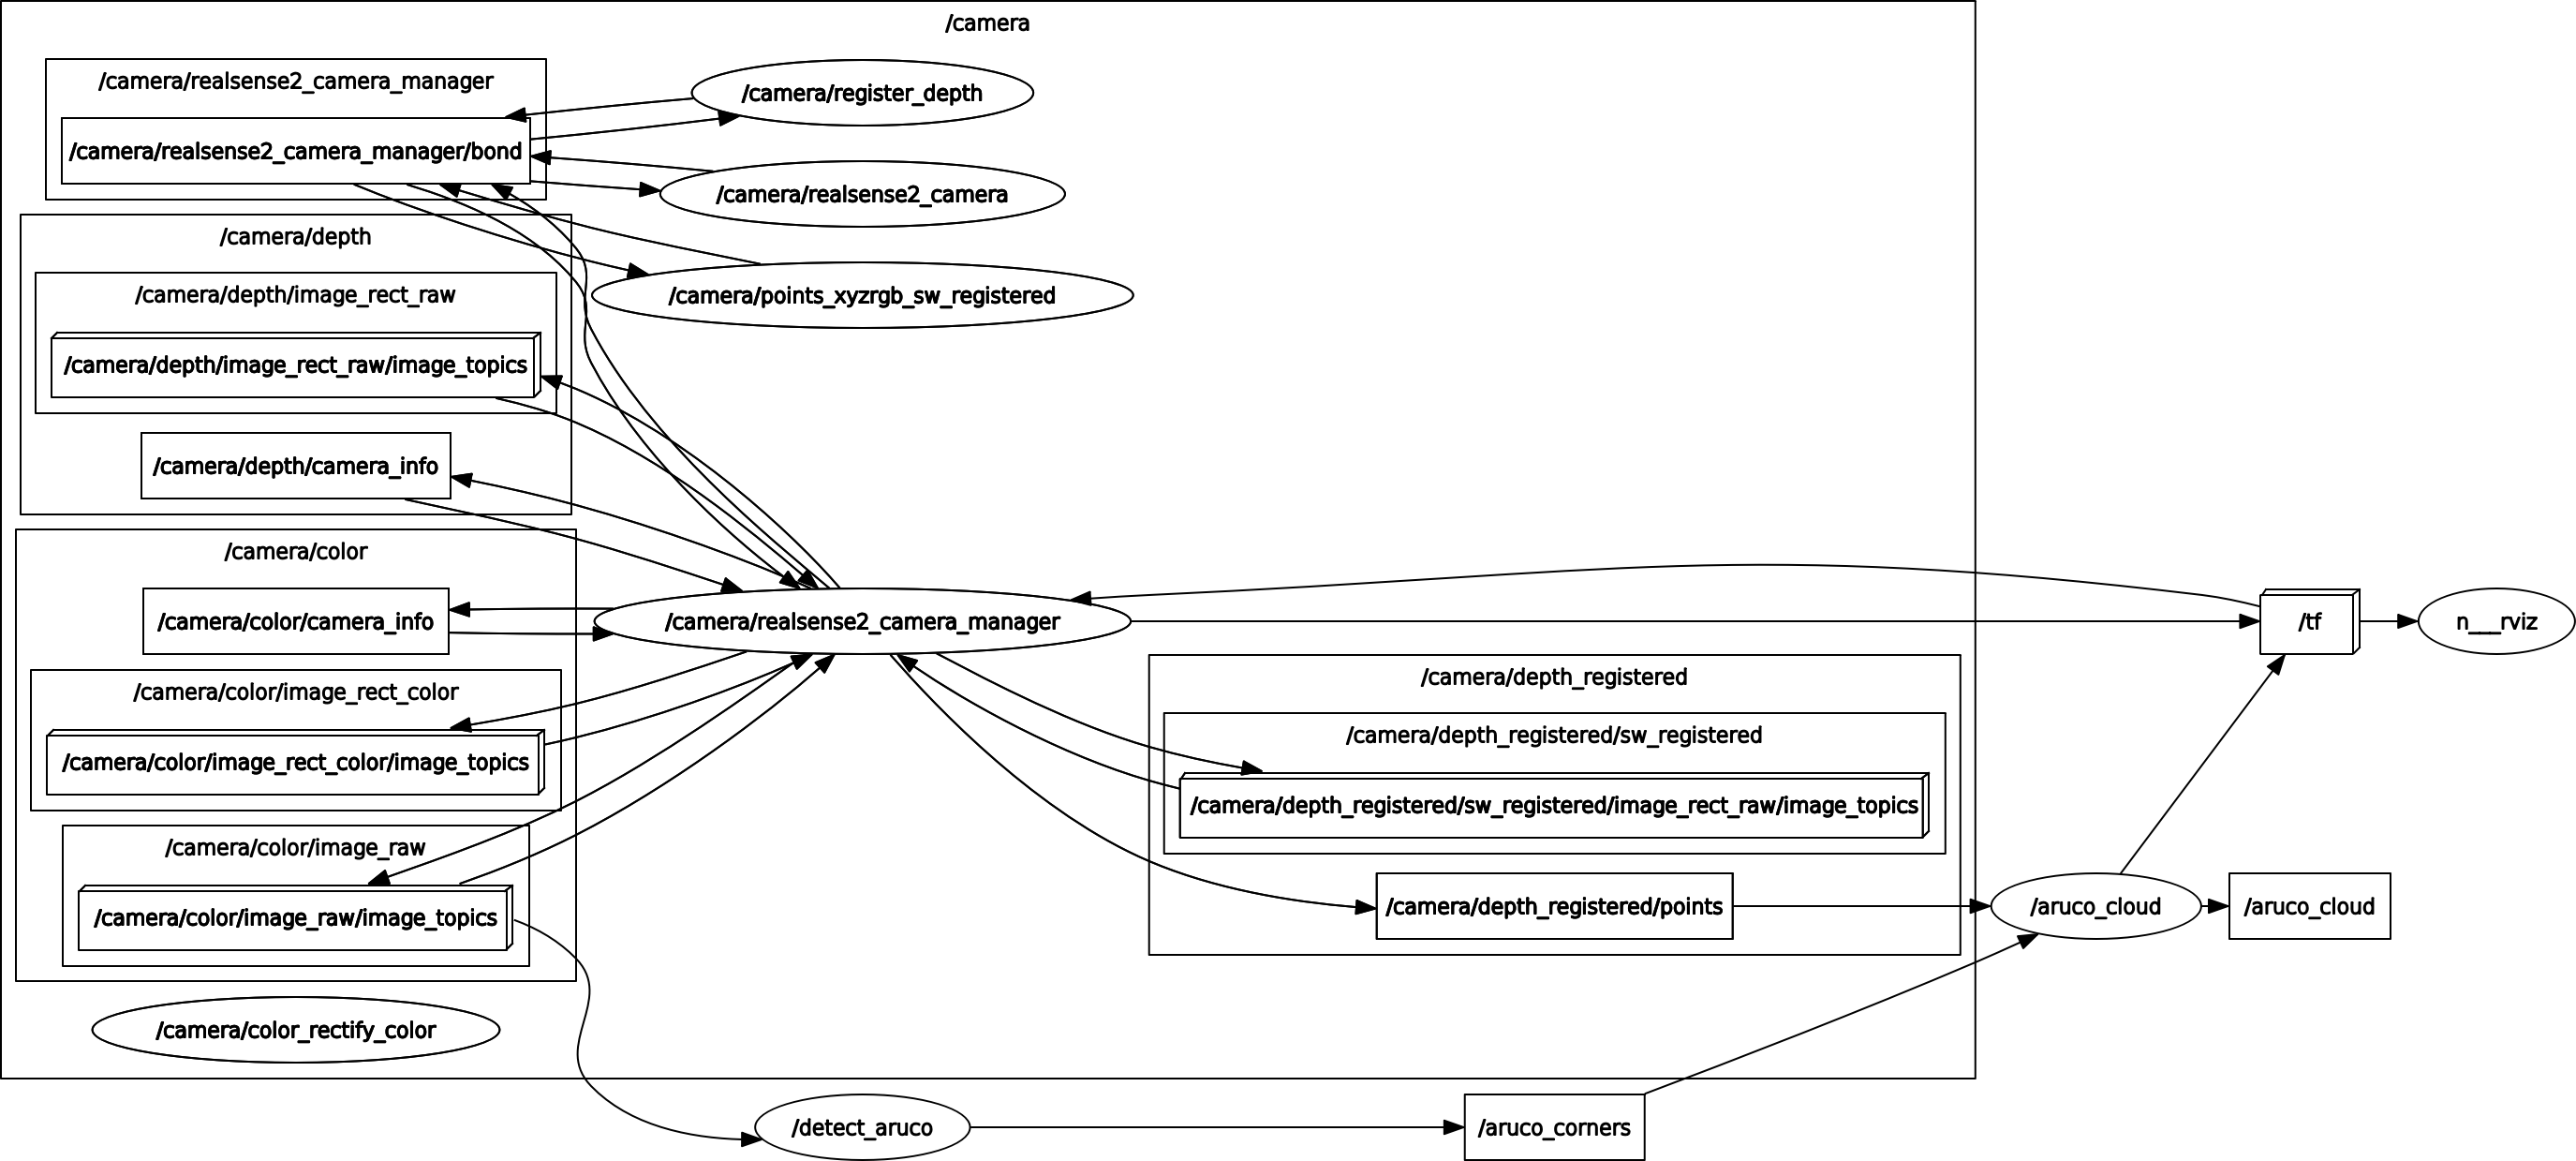 /camera
/camera/realsense2_camera_manager
/camera/register_depth
/camera/realsense2_camera_manager/bond
/camera/realsense2_camera
/camera/depth
/camera/depth/image_rect_raw
/camera/points_xyzrgb_sw_registered
/camera/depth/image_rect_raw/image_topics
/camera/depth/camera_info
/camera/color
/camera/color/camera_info
/camera/realsense2_camera_manager
/tf
n___rviz
/camera/color/image_rect_color
/camera/depth_registered
/camera/depth_registered/sw_registered
/camera/color/image_rect_color/image_topics
/camera/depth_registered/sw_registered/image_rect_raw/image_topics
/camera/color/image_raw
/camera/color/image_raw/image_topics
/camera/depth_registered/points
/aruco_cloud
/aruco_cloud
/camera/color_rectify_color
/detect_aruco
/aruco_corners